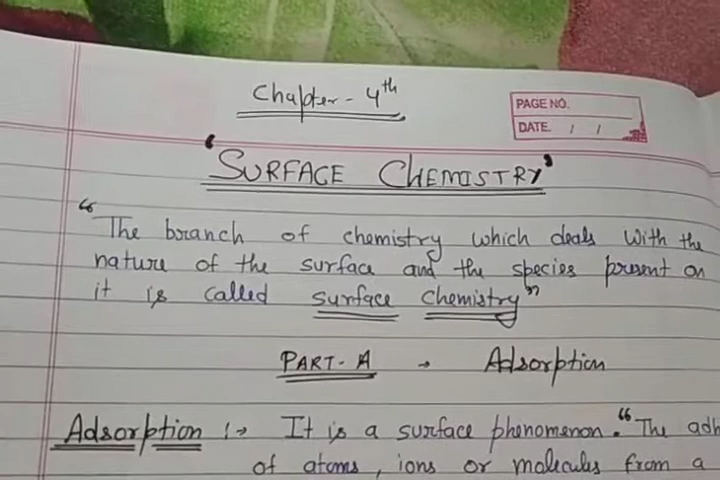 Chapter - 4th
PAGE NO.
DATE / /
'SURFACE CHEMISTRY'
"The branch of chemistry which deals with the
nature of the surface and the species present on
it is called surface chemistry"
PART - A → Adsorption
Adsorption :→ It is a surface phenomenon. "The adh
of atoms, ions or molecules from a